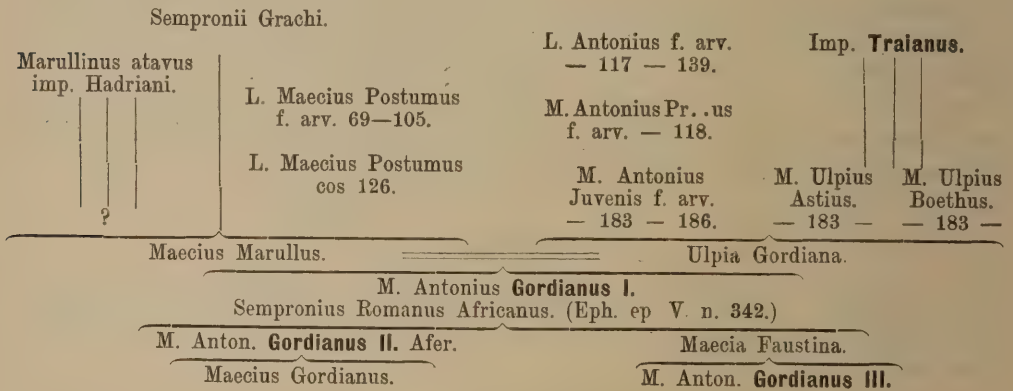 Sempronii Grachi.
Marullinus atavus
imp. Hadriani.
?
L. Maecius Postumus
f. arv. 69—105.
L. Maecius Postumus
cos 126.
L. Antonius f. arv.
— 117 — 139.
M. Antonius Pr..us
f. arv. — 118.
M. Antonius
Juvenis f. arv.
— 183 — 186.
Imp. Traianus.
M. Ulpius
Astius.
— 183 —
M. Ulpius
Boethus.
— 183 —
Maecius Marullus.
Ulpia Gordiana.
M. Antonius Gordianus I.
Sempronius Romanus Africanus. (Eph. ep V. n. 342.)
M. Anton. Gordianus II. Afer.
Maecia Faustina.
Maecius Gordianus.
M. Anton. Gordianus III.